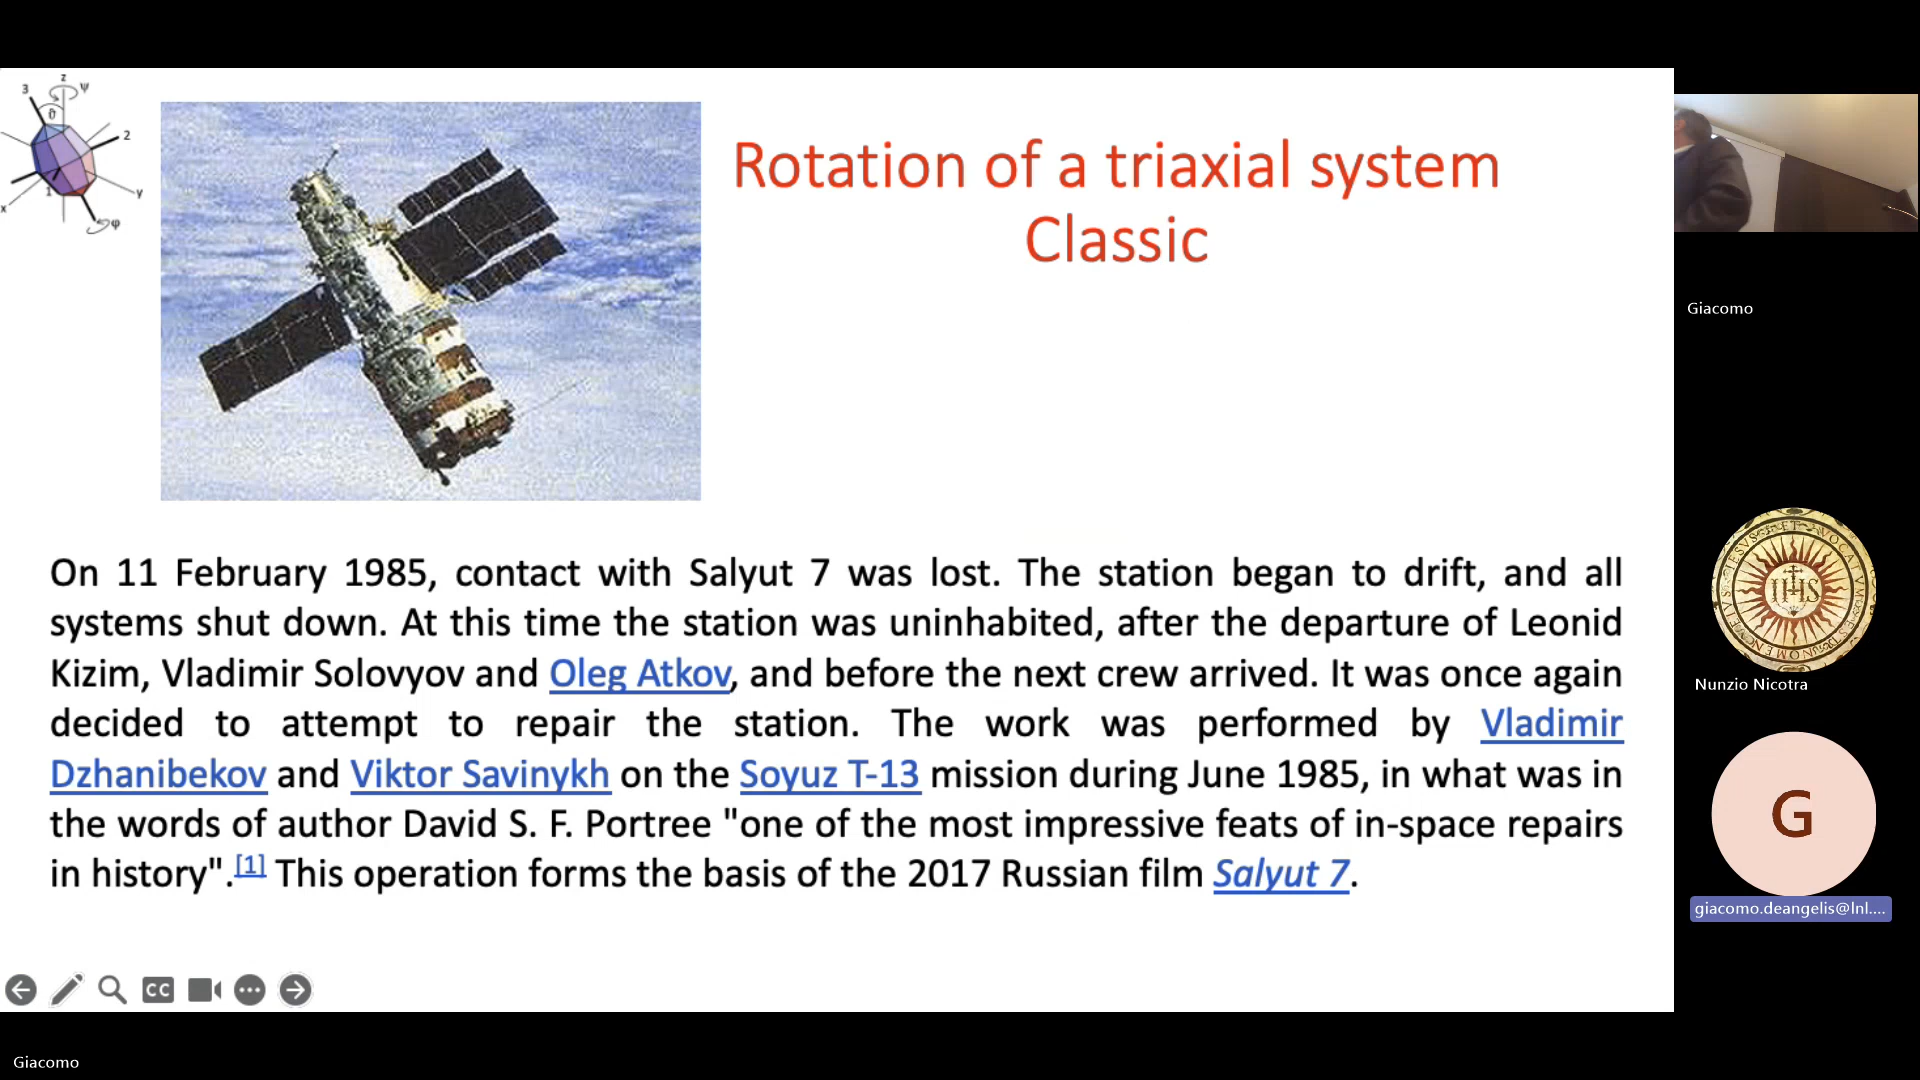 3
z
ψ
ϑ
2
1
y
x
φ
Rotation of a triaxial system
Classic
On 11 February 1985, contact with Salyut 7 was lost. The station began to drift, and all
systems shut down. At this time the station was uninhabited, after the departure of Leonid
Kizim, Vladimir Solovyov and Oleg Atkov, and before the next crew arrived. It was once again
decided to attempt to repair the station. The work was performed by Vladimir
Dzhanibekov and Viktor Savinykh on the Soyuz T-13 mission during June 1985, in what was in
the words of author David S. F. Portree "one of the most impressive feats of in-space repairs
in history".[1] This operation forms the basis of the 2017 Russian film Salyut 7.
CC
Giacomo
Giacomo
IHS
Nunzio Nicotra
G
giacomo.deangelis@lnl....